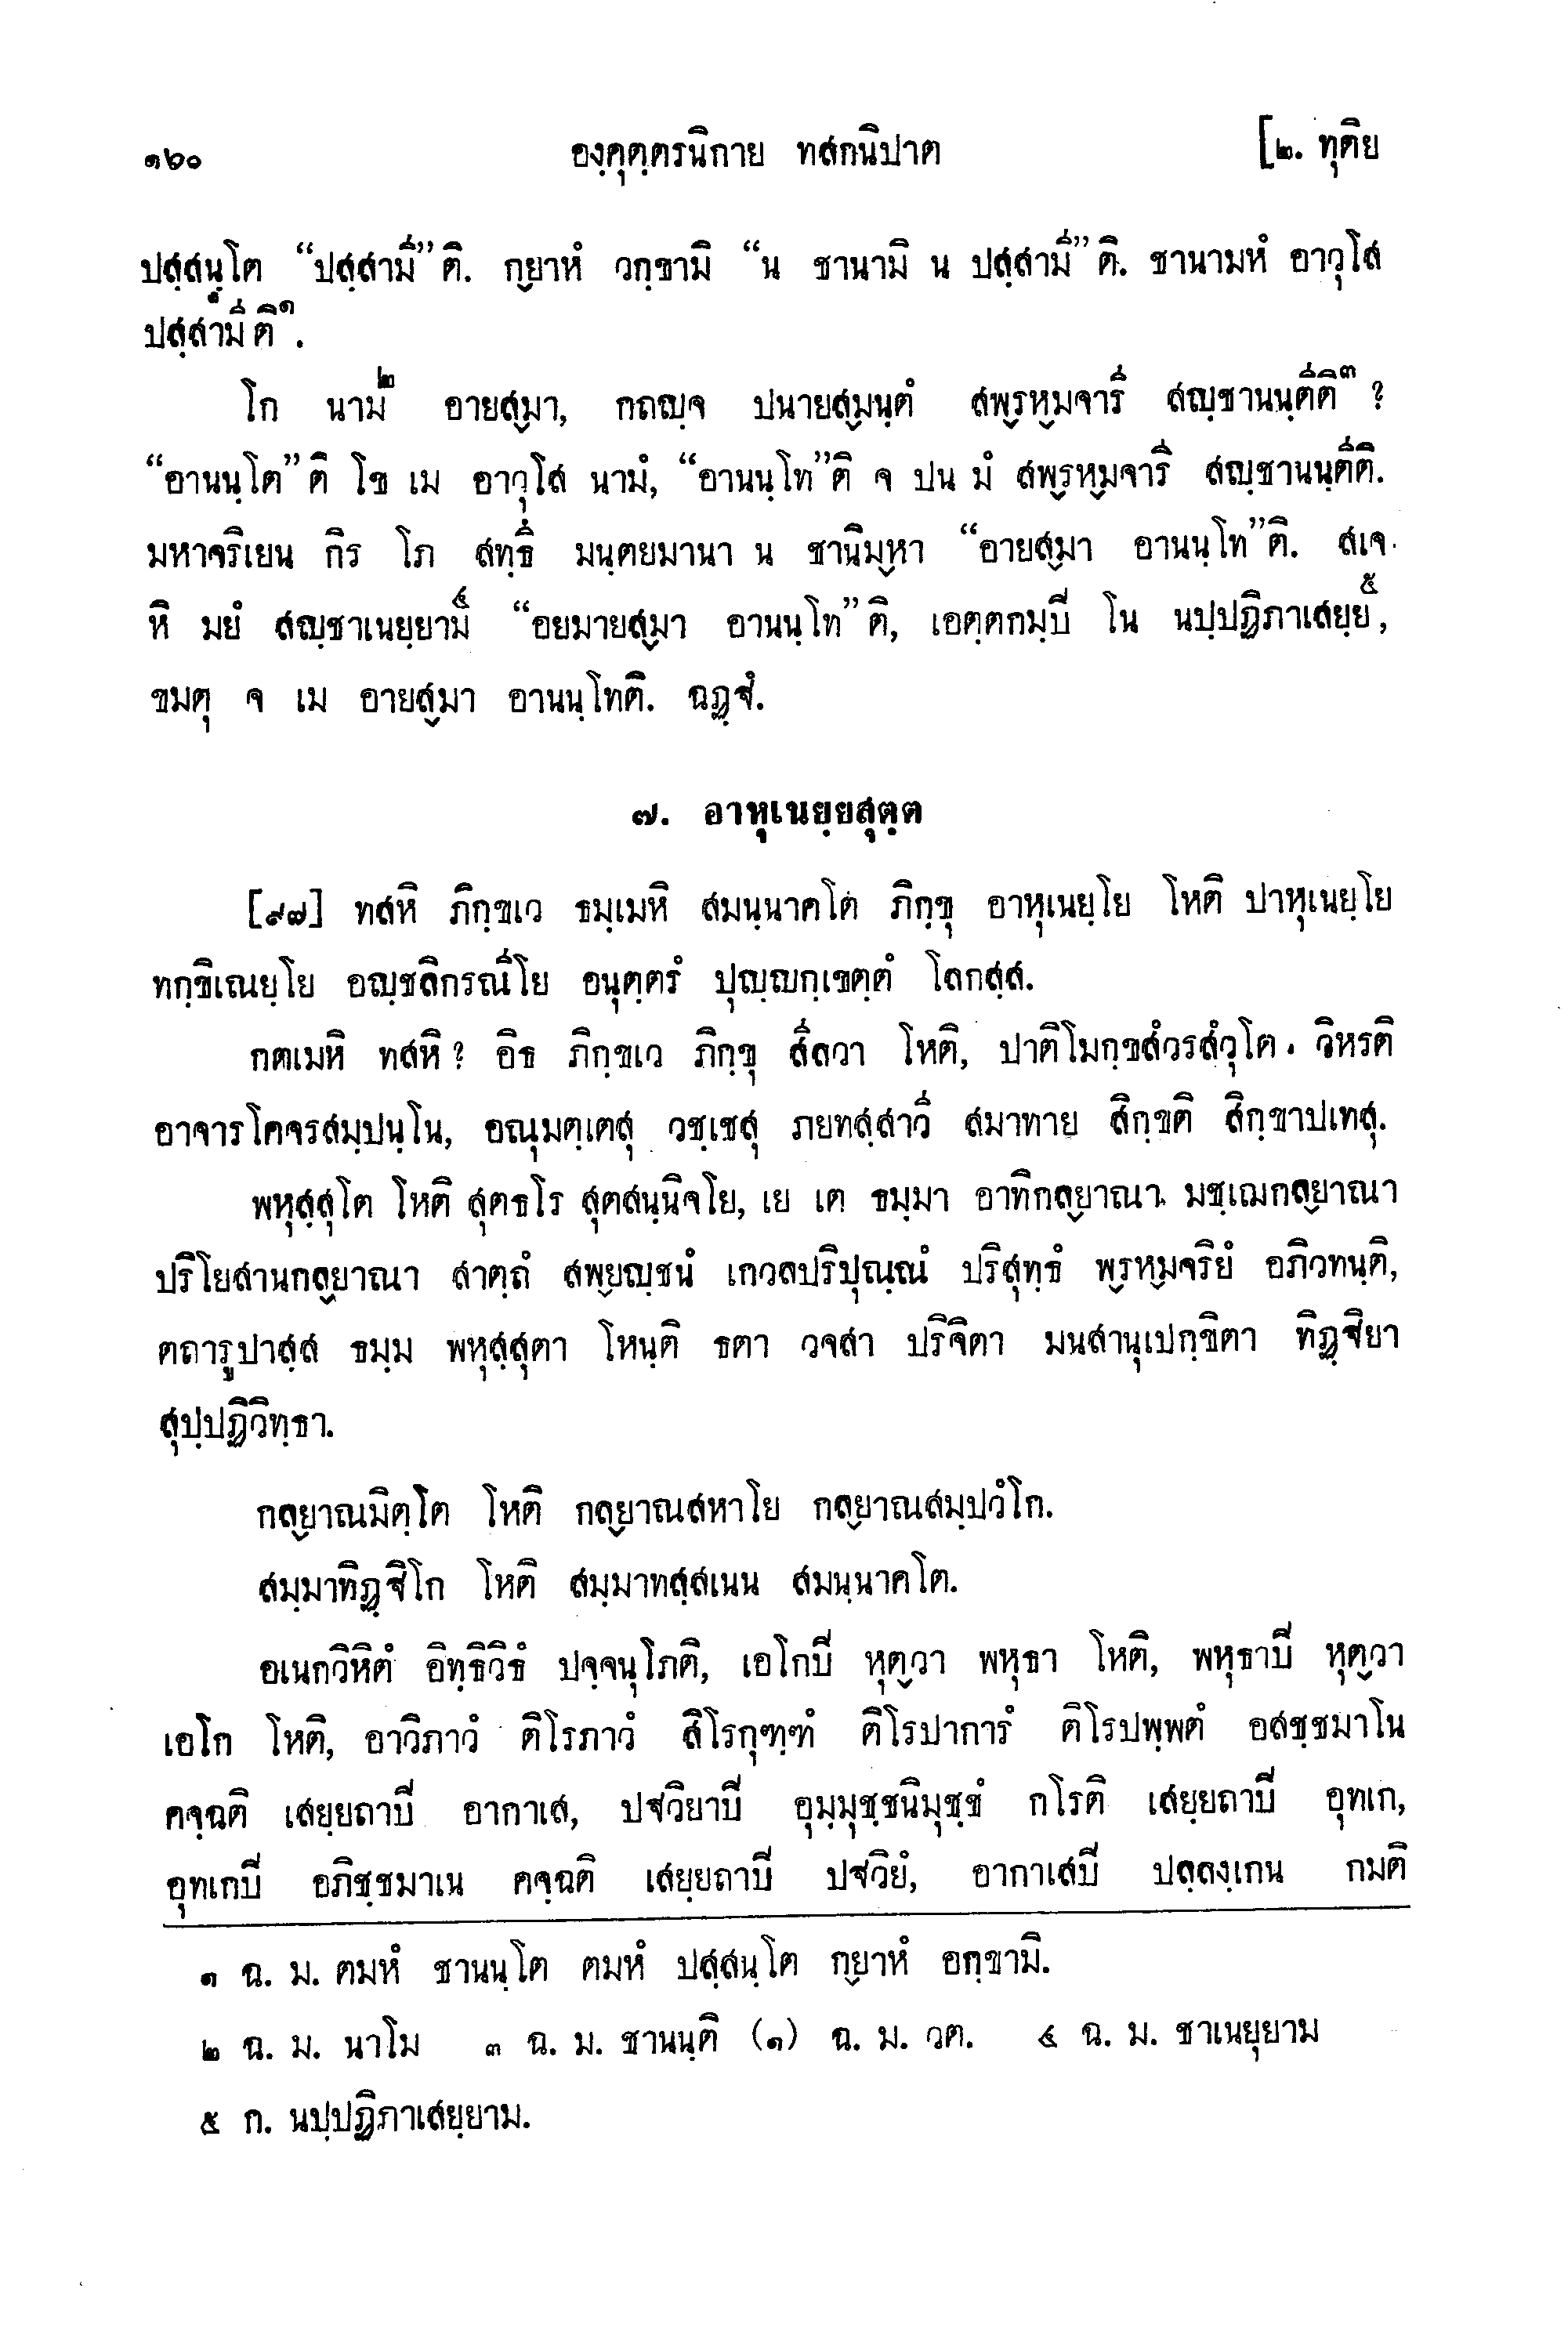 ๑๖๐ องฺคุตฺตรนิกาย ทสกนิปาต [๒. ทุติย
ปสฺสนฺโต “ปสฺสามี”ติ. กฺยาหํ วกฺขามิ “น ชานามิ น ปสฺสามี”ติ. ชานามหํ อาวุโส
ปสฺสามีติ๑.
โก นามํ๒ อายสฺมา, กถญฺจ ปนายสฺมนฺตํ สพฺรหฺมจารี สญฺชานนฺตีติ๓ ?
“อานนฺโต”ติ โข เม อาวุโส นามํ, “อานนฺโท”ติ จ ปน มํ สพฺรหฺมจารี สญฺชานนฺตีติ.
มหาจริเยน กิร โภ สทฺธึ มนฺตยมานา น ชานิมฺหา “อายสฺมา อานนฺโท”ติ. สเจ
หิ มยํ สญฺชาเนยฺยามิ๔ “อยมายสฺมา อานนฺโท”ติ, เอตฺตกมฺปิ โน นปฺปฏิภาเสยฺย๕,
ขมตุ จ เม อายสฺมา อานนฺโทติ. ฉฏฺฐํ.
๗. อาหุเนยฺยสุตฺต
[๙๗] ทสหิ ภิกฺขเว ธมฺเมหิ สมนฺนาคโต ภิกฺขุ อาหุเนยฺโย โหติ ปาหุเนยฺโย
ทกฺขิเณยฺโย อญฺชลิกรณีโย อนุตฺตรํ ปุญฺญกฺเขตฺตํ โลกสฺส.
กตเมหิ ทสหิ ? อิธ ภิกฺขเว ภิกฺขุ สีลวา โหติ, ปาติโมกฺขสํวรสํวุโต วิหรติ
อาจารโคจรสมฺปนฺโน, อณุมตฺเตสุ วชฺเชสุ ภยทสฺสาวี สมาทาย สิกฺขติ สิกฺขาปเทสุ.
พหุสฺสุโต โหติ สุตธโร สุตสนฺนิจโย, เย เต ธมฺมา อาทิกลฺยาณา มชฺเฌกลฺยาณา
ปริโยสานกลฺยาณา สาตฺถํ สพฺยญฺชนํ เกวลปริปุณฺณํ ปริสุทฺธํ พฺรหฺมจริยํ อภิวทนฺติ,
ตถารูปาสฺส ธมฺม พหุสฺสุตา โหนฺติ ธตา วจสา ปริจิตา มนสานุเปกฺขิตา ทิฏฺฐิยา
สุปฺปฏิวิทฺธา.
กลฺยาณมิตฺโต โหติ กลฺยาณสหาโย กลฺยาณสมฺปวํโก.
สมฺมาทิฏฺฐิโก โหติ สมฺมาทสฺสเนน สมนฺนาคโต.
อเนกวิหิตํ อิทฺธิวิธํ ปจฺจนุโภติ, เอโกปิ หุตฺวา พหุธา โหติ, พหุธาปิ หุตฺวา
เอโก โหติ, อาวิภาวํ ติโรภาวํ สิโรกุฑฺฑํ ติโรปาการํ ติโรปพฺพตํ อสชฺชมาโน
คจฺฉติ เสยฺยถาปิ อากาเส, ปฐวิยาปิ อุมฺมุชฺชนิมุชฺชํ กโรติ เสยฺยถาปิ อุทเก,
อุทเกปิ อภิชฺชมาเน คจฺฉติ เสยฺยถาปิ ปฐวิยํ, อากาเสปิ ปลฺลงฺเกน กมติ
๑ ฉ. ม. ตมหํ ชานนฺโต ตมหํ ปสฺสนฺโต กฺยาหํ อกฺขามิ.
๒ ฉ. ม. นาโม ๓ ฉ. ม. ชานนฺติ (๑) ฉ. ม. วต. ๔ ฉ. ม. ชาเนยฺยาม
๕ ก. นปฺปฏิภาเสยฺยาม.